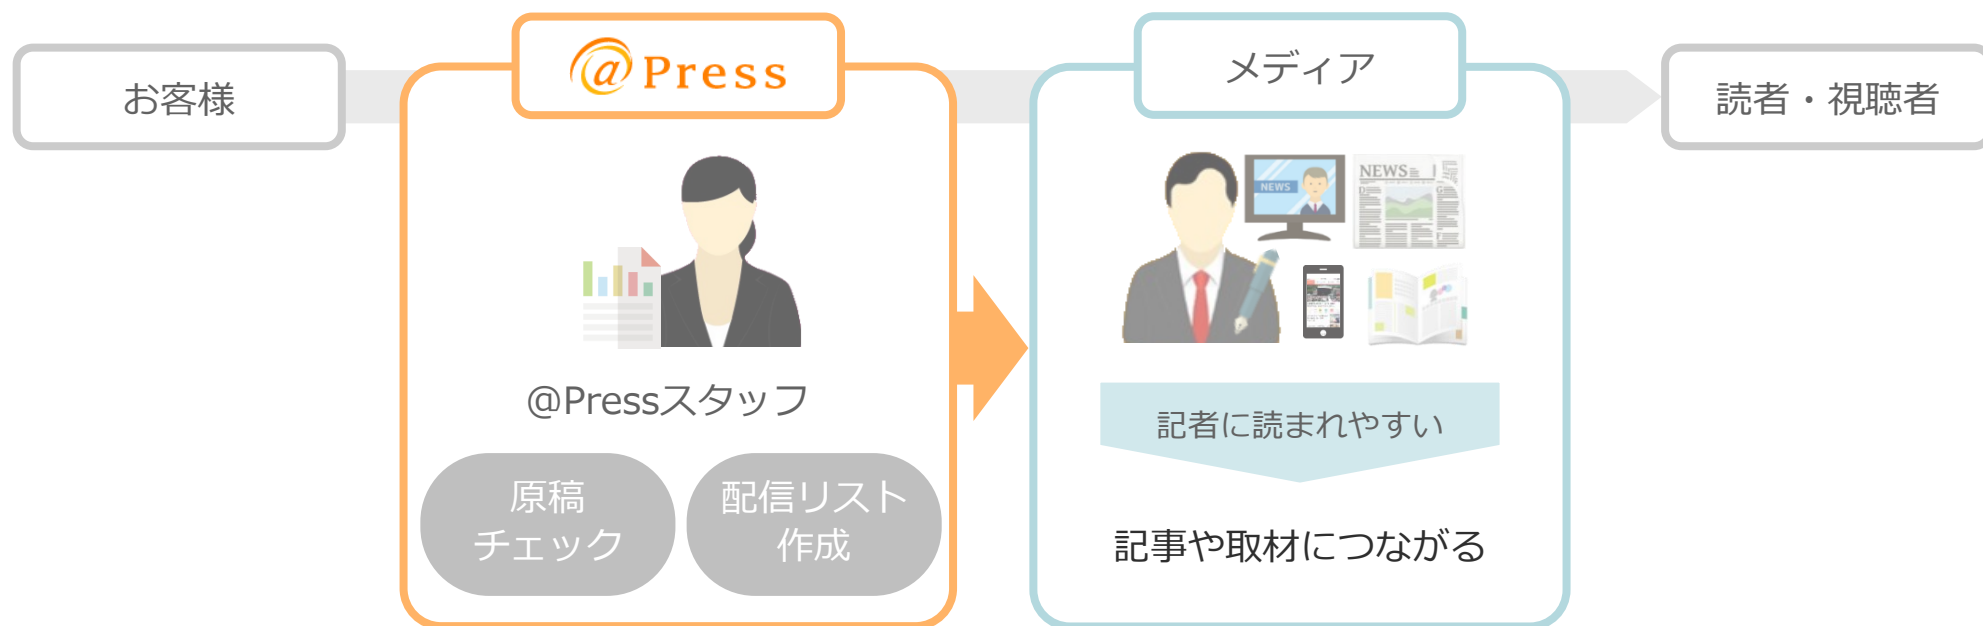 お客様
@Press
メディア
読者・視聴者
NEWS
NEWS
@Pressスタッフ
記者に読まれやすい
原稿
チェック
配信リスト
作成
記事や取材につながる